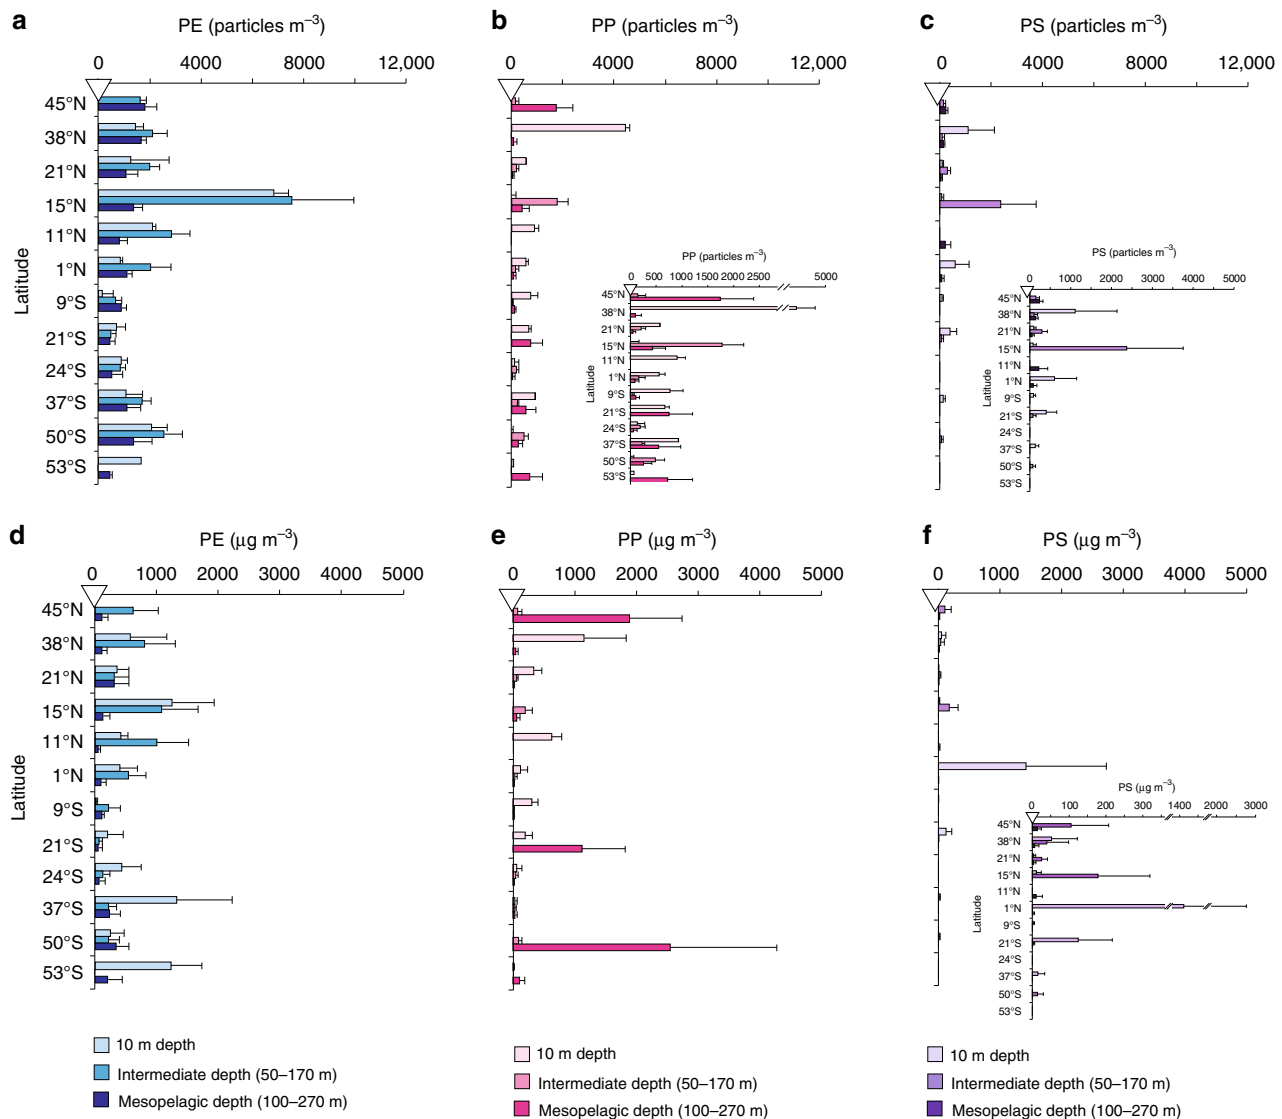 a
PE (particles m⁻³)
0 4000 8000 12,000
Latitude
45°N
38°N
21°N
15°N
11°N
1°N
9°S
21°S
24°S
37°S
50°S
53°S
b
PP (particles m⁻³)
0 4000 8000 12,000
PP (particles m⁻³)
0 500 1000 1500 2000 2500 5000
Latitude
45°N
38°N
21°N
15°N
11°N
1°N
9°S
21°S
24°S
37°S
50°S
53°S
c
PS (particles m⁻³)
0 4000 8000 12,000
PS (particles m⁻³)
0 1000 2000 3000 4000 5000
Latitude
45°N
38°N
21°N
15°N
11°N
1°N
9°S
21°S
24°S
37°S
50°S
53°S
d
PE (µg m⁻³)
0 1000 2000 3000 4000 5000
Latitude
45°N
38°N
21°N
15°N
11°N
1°N
9°S
21°S
24°S
37°S
50°S
53°S
10 m depth
Intermediate depth (50–170 m)
Mesopelagic depth (100–270 m)
e
PP (µg m⁻³)
0 1000 2000 3000 4000 5000
10 m depth
Intermediate depth (50–170 m)
Mesopelagic depth (100–270 m)
f
PS (µg m⁻³)
0 1000 2000 3000 4000 5000
PS (µg m⁻³)
0 100 200 300 1400 2000 3000
Latitude
45°N
38°N
21°N
15°N
11°N
1°N
9°S
21°S
24°S
37°S
50°S
53°S
10 m depth
Intermediate depth (50–170 m)
Mesopelagic depth (100–270 m)